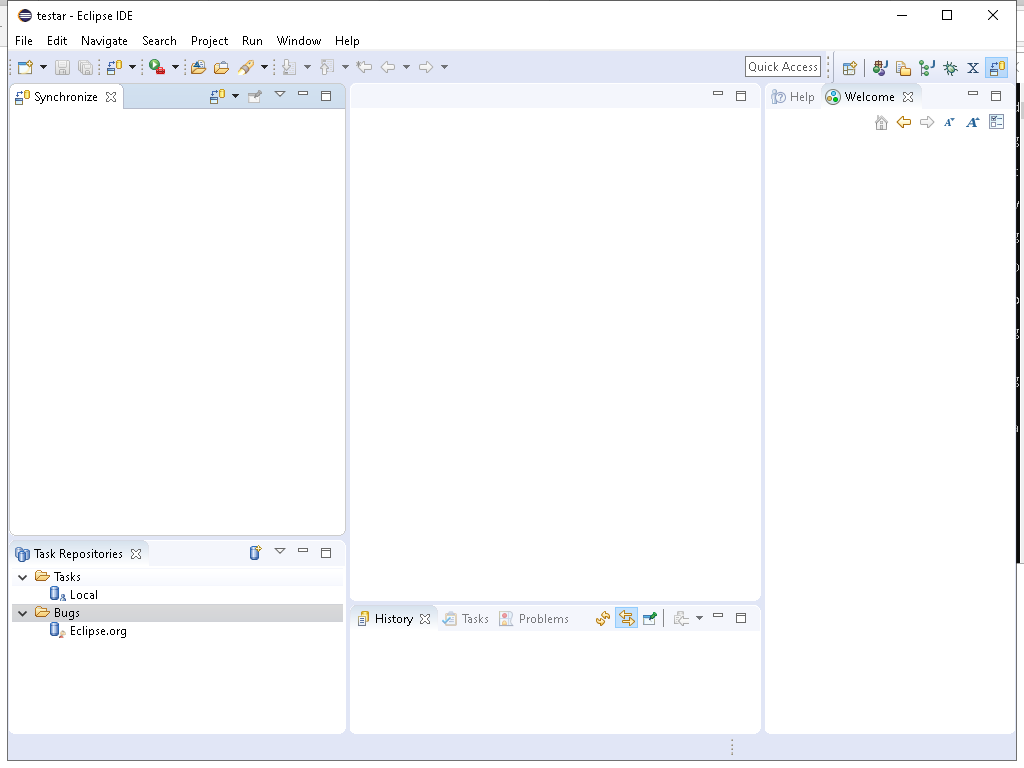 testar - Eclipse IDE
File Edit Navigate Search Project Run Window Help
Quick Access
Synchronize
Help Welcome
Task Repositories
Tasks
Local
Bugs
Eclipse.org
History Tasks Problems